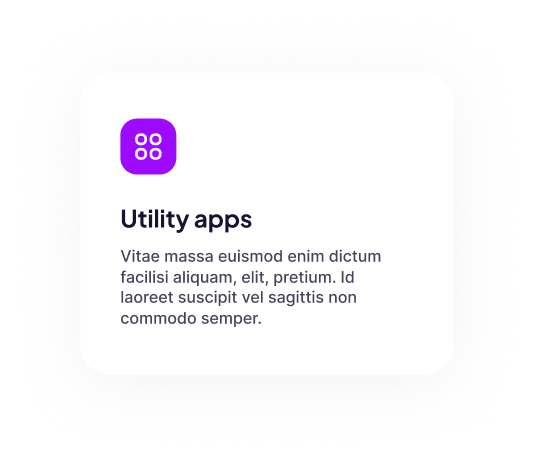 Utility apps
Vitae massa euismod enim dictum
facilisi aliquam, elit, pretium. Id
laoreet suscipit vel sagittis non
commodo semper.